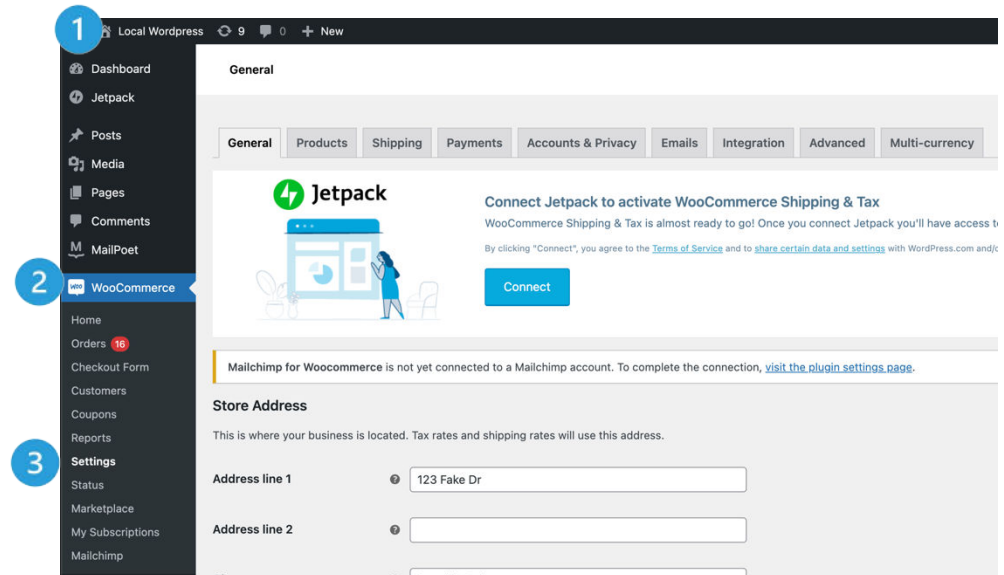 1
Local Wordpress 9 0 + New
Dashboard
Jetpack
Posts
Media
Pages
Comments
M MailPoet
2
Woo WooCommerce
Home
Orders 16
Checkout Form
Customers
Coupons
Reports
3
Settings
Status
Marketplace
My Subscriptions
Mailchimp
General
General Products Shipping Payments Accounts & Privacy Emails Integration Advanced Multi-currency
Jetpack
Connect Jetpack to activate WooCommerce Shipping & Tax
WooCommerce Shipping & Tax is almost ready to go! Once you connect Jetpack you'll have access
By clicking "Connect", you agree to the Terms of Service and to share certain data and settings with WordPress.com and/
Connect
Mailchimp for Woocommerce is not yet connected to a Mailchimp account. To complete the connection, visit the plugin settings page.
Store Address
This is where your business is located. Tax rates and shipping rates will use this address.
Address line 1 ? 123 Fake Dr
Address line 2 ?